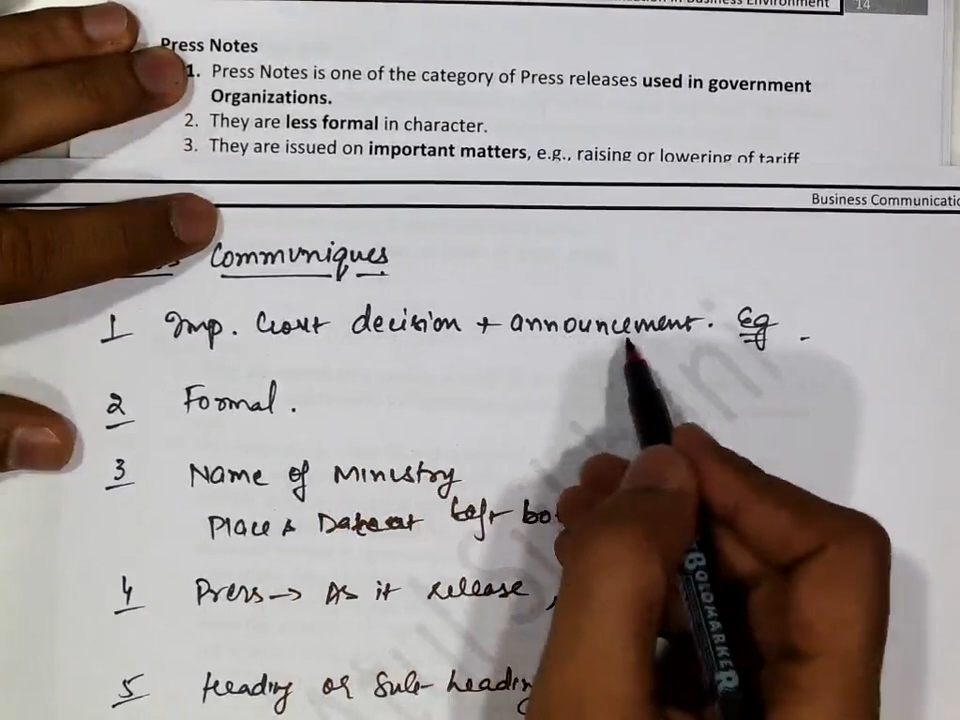 in Business Environment
14
Press Notes
1. Press Notes is one of the category of Press releases used in government
Organizations.
2. They are less formal in character.
3. They are issued on important matters, e.g., raising or lowering of tariff
Business Communicatio
Communiques
1 Imp. Govt decision + announcement. Eg.
2 Formal.
3 Name of Ministry
Place & Date at left bo
4 Press → As it release,
5 Heading or Sub-heading
BOLDMARKER